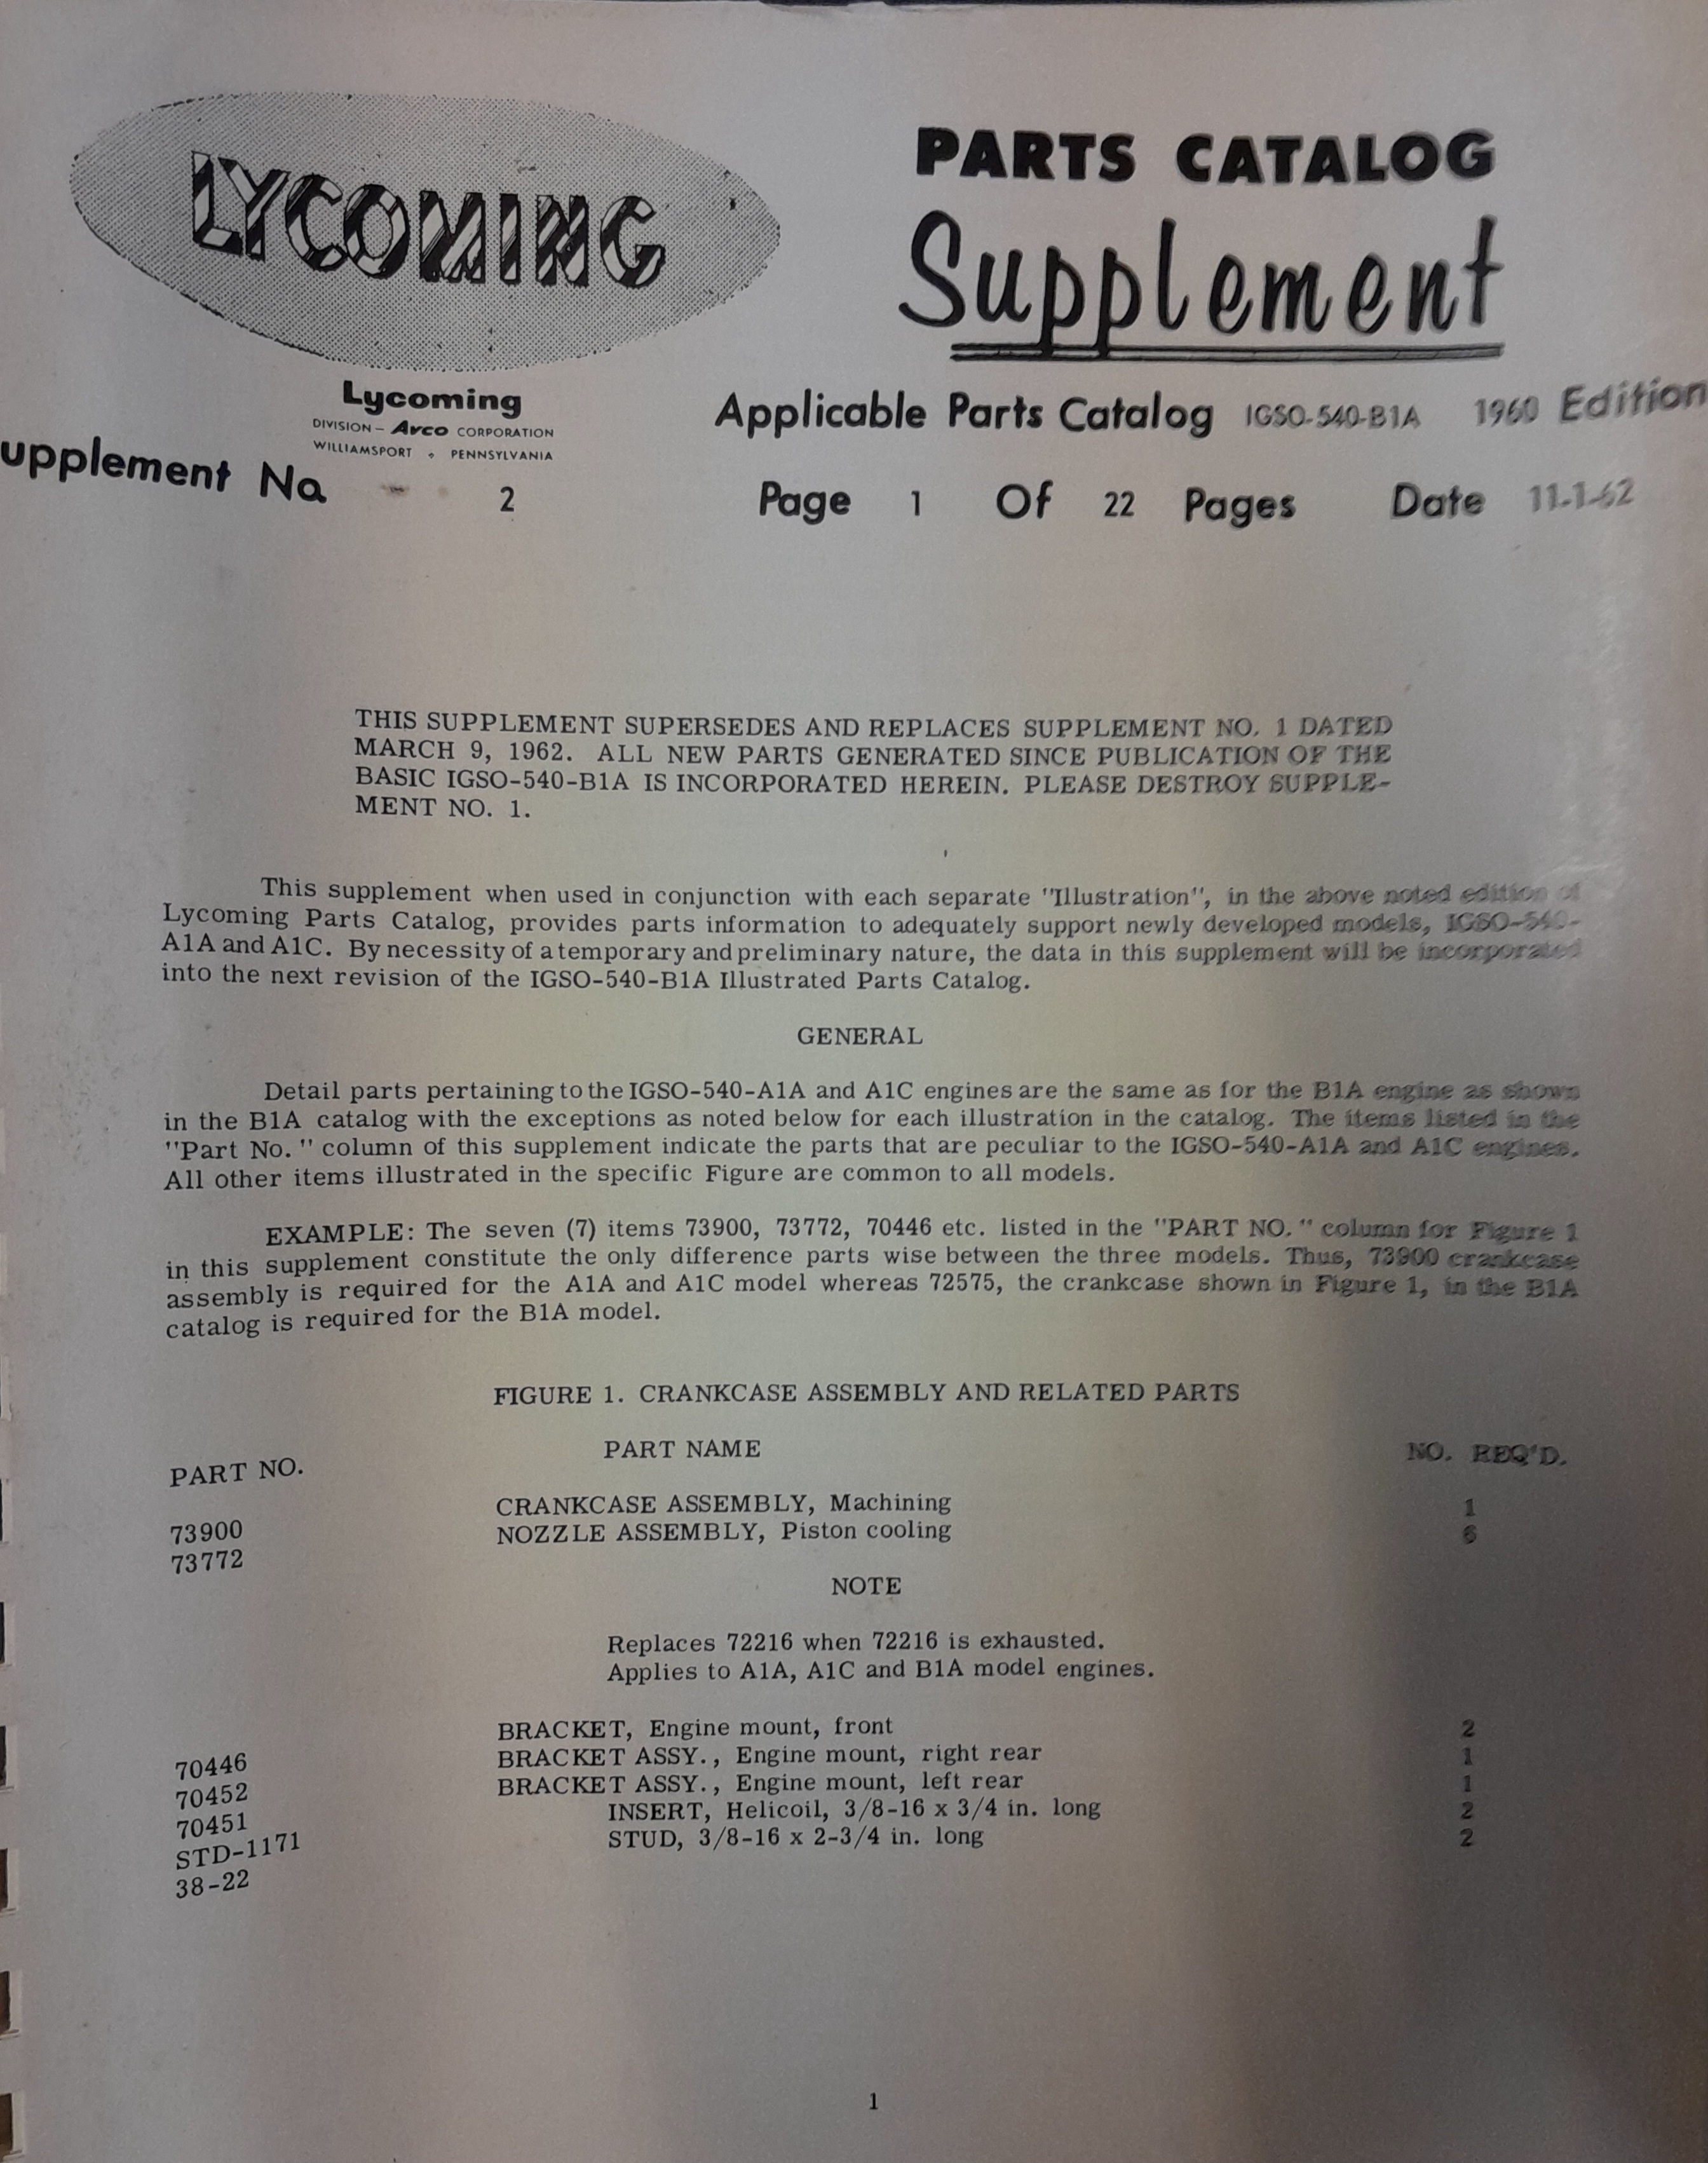 LYCOMING
PARTS CATALOG
Supplement
Lycoming
DIVISION - Avco CORPORATION
WILLIAMSPORT • PENNSYLVANIA
Applicable Parts Catalog IGSO-540-B1A 1960 Edition
upplement No. 2 Page 1 Of 22 Pages Date 11-1-62
THIS SUPPLEMENT SUPERSEDES AND REPLACES SUPPLEMENT NO. 1 DATED
MARCH 9, 1962. ALL NEW PARTS GENERATED SINCE PUBLICATION OF THE
BASIC IGSO-540-B1A IS INCORPORATED HEREIN. PLEASE DESTROY SUPPLE-
MENT NO. 1.
This supplement when used in conjunction with each separate "Illustration", in the above noted edition of
Lycoming Parts Catalog, provides parts information to adequately support newly developed models, IGSO-540-
A1A and A1C. By necessity of a temporary and preliminary nature, the data in this supplement will be incorporated
into the next revision of the IGSO-540-B1A Illustrated Parts Catalog.
GENERAL
Detail parts pertaining to the IGSO-540-A1A and A1C engines are the same as for the B1A engine as shown
in the B1A catalog with the exceptions as noted below for each illustration in the catalog. The items listed in the
"Part No." column of this supplement indicate the parts that are peculiar to the IGSO-540-A1A and A1C engines.
All other items illustrated in the specific Figure are common to all models.
EXAMPLE: The seven (7) items 73900, 73772, 70446 etc. listed in the "PART NO." column for Figure 1
in this supplement constitute the only difference parts wise between the three models. Thus, 73900 crankcase
assembly is required for the A1A and A1C model whereas 72575, the crankcase shown in Figure 1, in the B1A
catalog is required for the B1A model.
FIGURE 1. CRANKCASE ASSEMBLY AND RELATED PARTS
PART NO. PART NAME NO. REQ'D.
73900 CRANKCASE ASSEMBLY, Machining 1
73772 NOZZLE ASSEMBLY, Piston cooling 6
NOTE
Replaces 72216 when 72216 is exhausted.
Applies to A1A, A1C and B1A model engines.
70446 BRACKET, Engine mount, front 2
70452 BRACKET ASSY., Engine mount, right rear 1
70451 BRACKET ASSY., Engine mount, left rear 1
STD-1171 INSERT, Helicoil, 3/8-16 x 3/4 in. long 2
38-22 STUD, 3/8-16 x 2-3/4 in. long 2
1